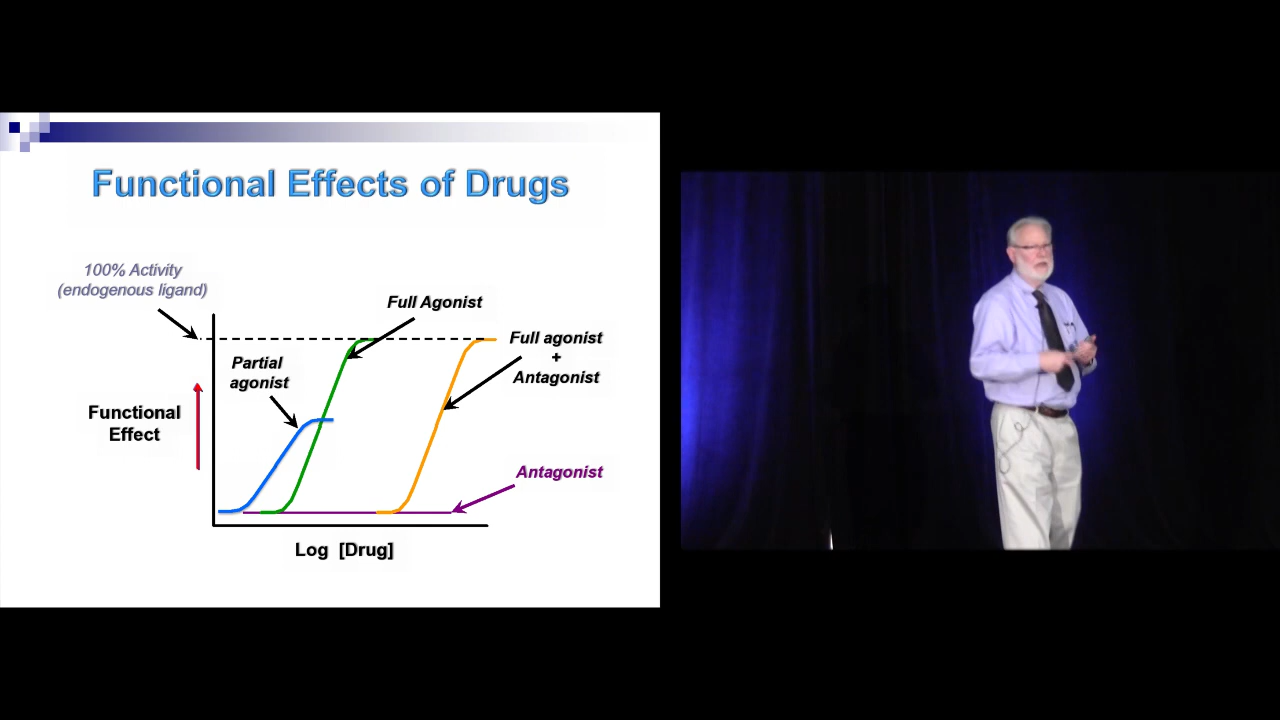 Functional Effects of Drugs
100% Activity
(endogenous ligand)
Full Agonist
Full agonist
+
Antagonist
Partial
agonist
Functional
Effect
Antagonist
Log [Drug]